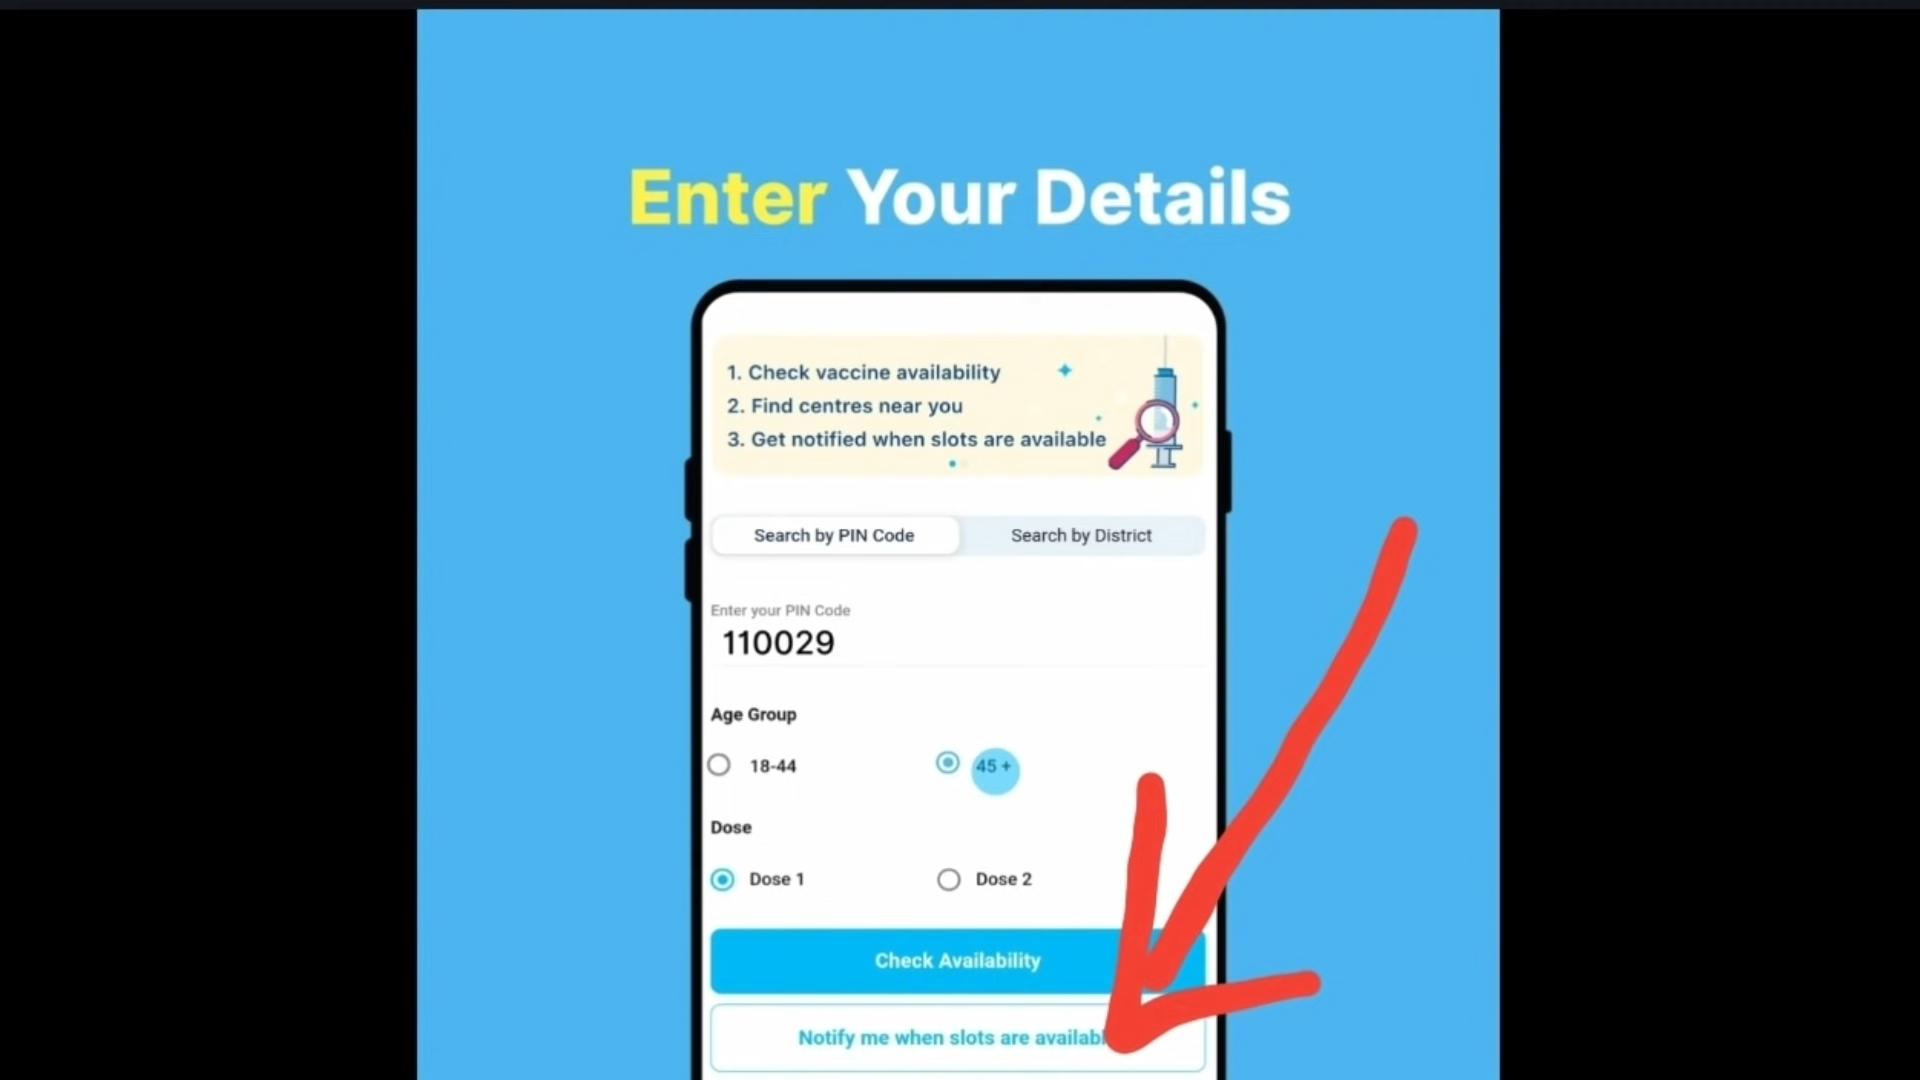 Enter Your Details
1. Check vaccine availability
2. Find centres near you
3. Get notified when slots are available
Search by PIN Code
Search by District
Enter your PIN Code
110029
Age Group
18-44
45 +
Dose
Dose 1
Dose 2
Check Availability
Notify me when slots are availabl